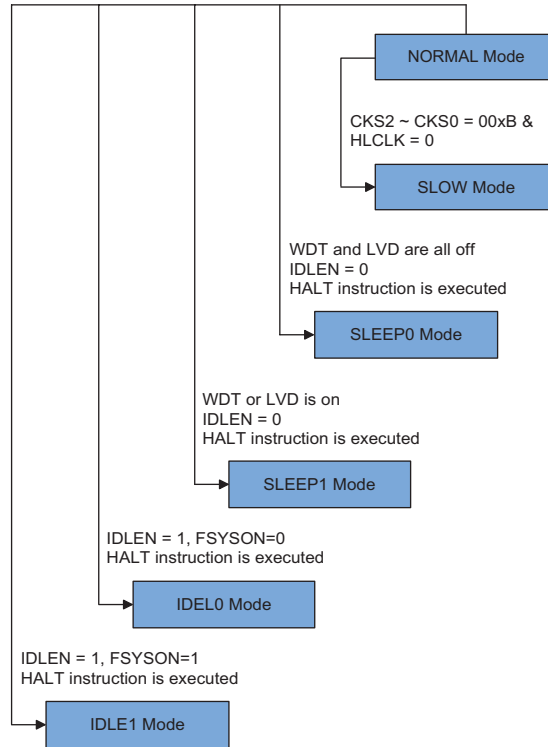 NORMAL Mode
CKS2 ~ CKS0 = 00xB &
HLCLK = 0
SLOW Mode
WDT and LVD are all off
IDLEN = 0
HALT instruction is executed
SLEEP0 Mode
WDT or LVD is on
IDLEN = 0
HALT instruction is executed
SLEEP1 Mode
IDLEN = 1, FSYSON=0
HALT instruction is executed
IDEL0 Mode
IDLEN = 1, FSYSON=1
HALT instruction is executed
IDLE1 Mode